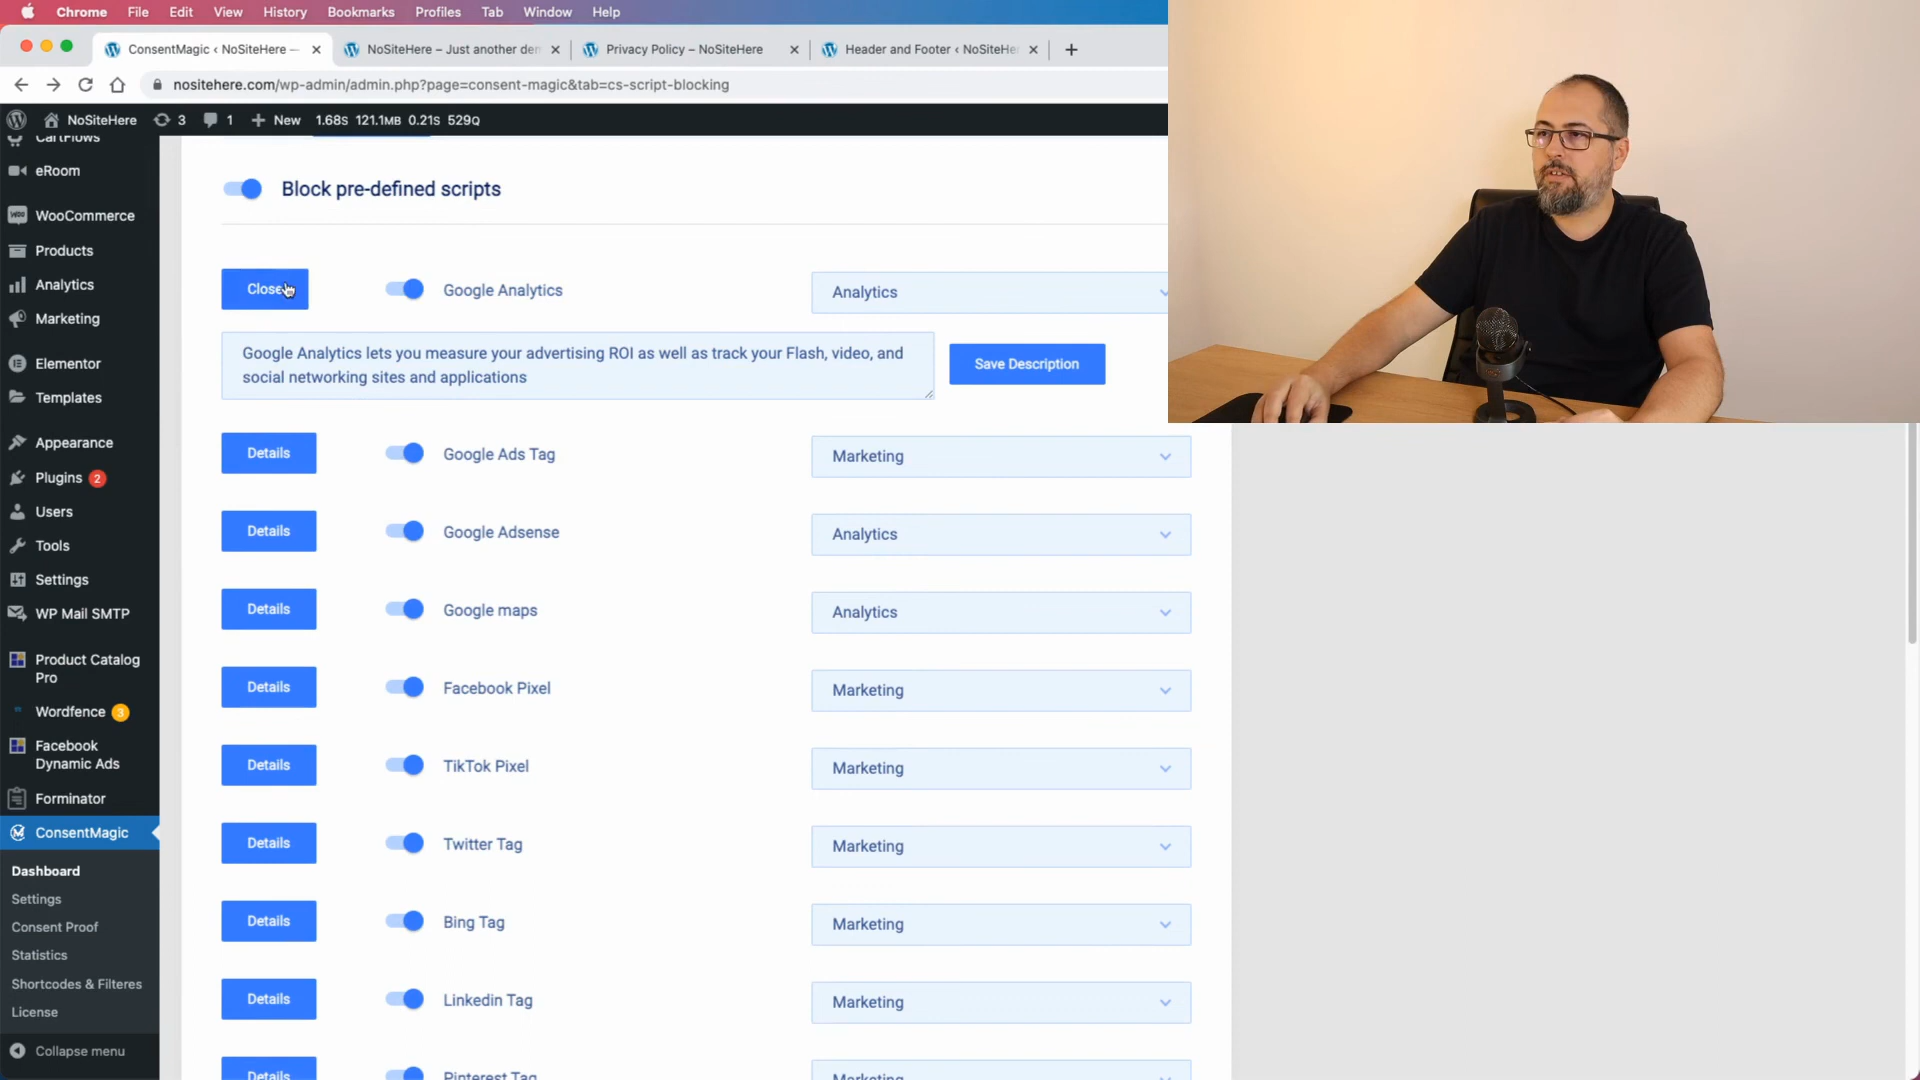 Chrome File Edit View History Bookmarks Profiles Tab Window Help
ConsentMagic ‹ NoSiteHere —
NoSiteHere – Just another dem
Privacy Policy – NoSiteHere
Header and Footer ‹ NoSiteHe
nositehere.com/wp-admin/admin.php?page=consent-magic&tab=cs-script-blocking
NoSiteHere 3 1 New 1.68S 121.1MB 0.21S 529Q
CartFlows
eRoom
WooCommerce
Products
Analytics
Marketing
Elementor
Templates
Appearance
Plugins 2
Users
Tools
Settings
WP Mail SMTP
Product Catalog
Pro
Wordfence 3
Facebook
Dynamic Ads
Forminator
ConsentMagic
Dashboard
Settings
Consent Proof
Statistics
Shortcodes & Filteres
License
Collapse menu
Block pre-defined scripts
Close Google Analytics Analytics
Google Analytics lets you measure your advertising ROI as well as track your Flash, video, and
social networking sites and applications
Save Description
Details Google Ads Tag Marketing
Details Google Adsense Analytics
Details Google maps Analytics
Details Facebook Pixel Marketing
Details TikTok Pixel Marketing
Details Twitter Tag Marketing
Details Bing Tag Marketing
Details Linkedin Tag Marketing
Details Pinterest Tag Marketing